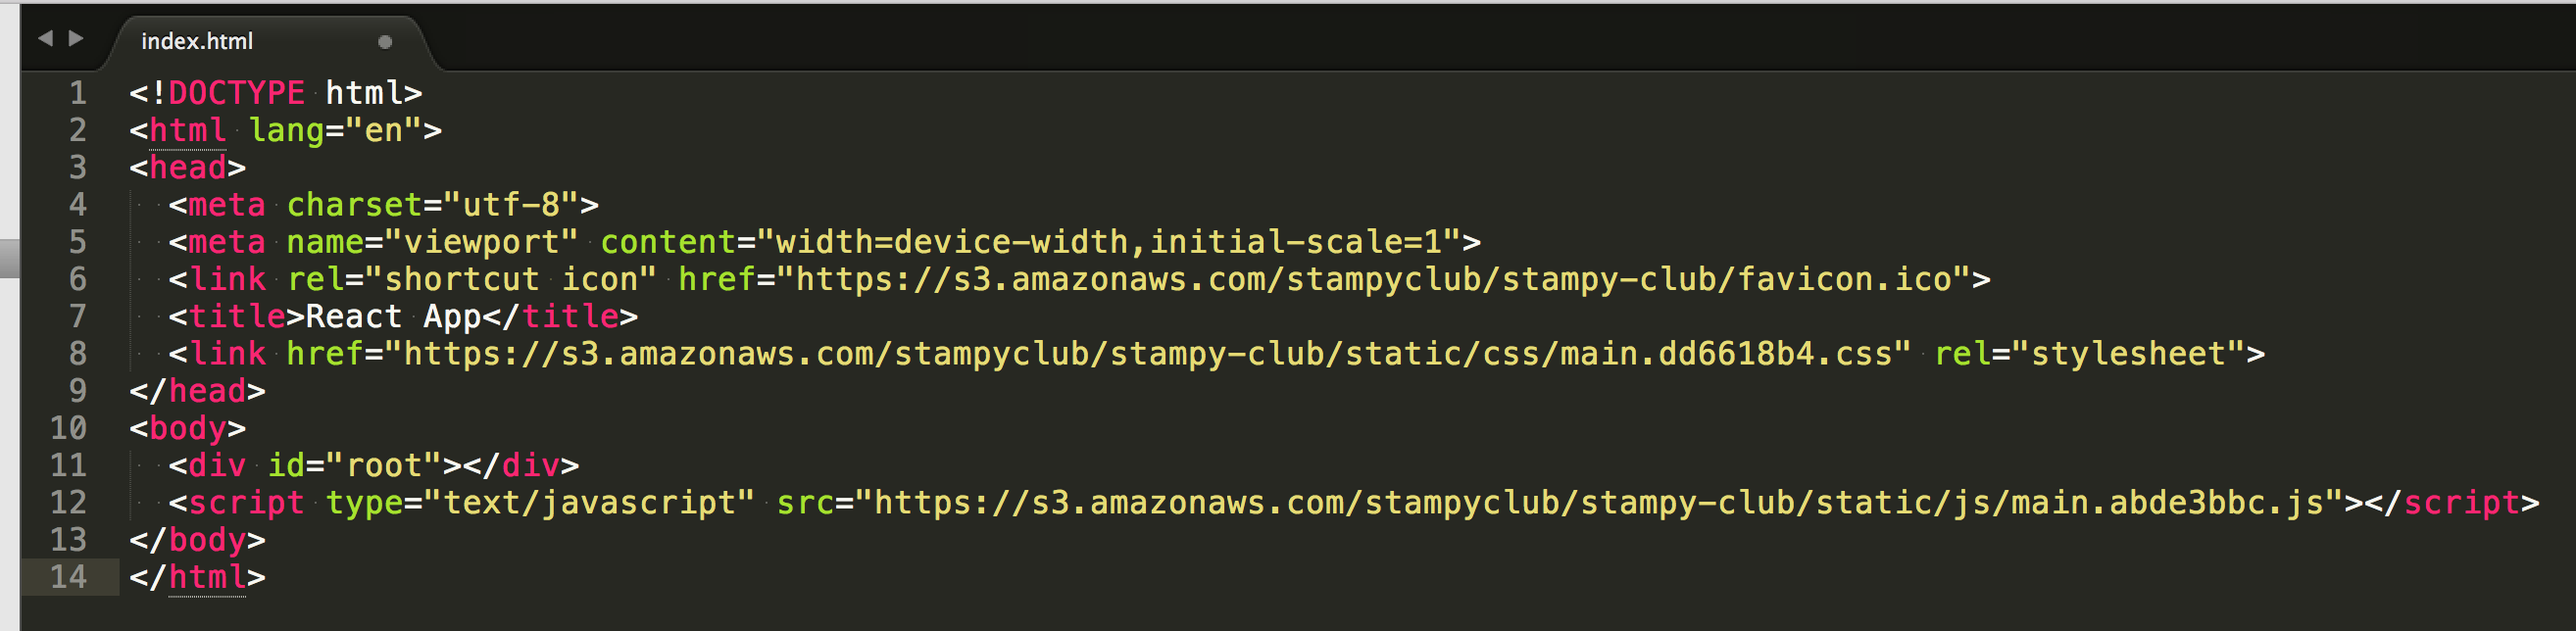 index.html
1 <!DOCTYPE html>
2 <html lang="en">
3 <head>
4   <meta charset="utf-8">
5   <meta name="viewport" content="width=device-width,initial-scale=1">
6   <link rel="shortcut icon" href="https://s3.amazonaws.com/stampyclub/stampy-club/favicon.ico">
7   <title>React App</title>
8   <link href="https://s3.amazonaws.com/stampyclub/stampy-club/static/css/main.dd6618b4.css" rel="stylesheet">
9 </head>
10 <body>
11   <div id="root"></div>
12   <script type="text/javascript" src="https://s3.amazonaws.com/stampyclub/stampy-club/static/js/main.abde3bbc.js"></script>
13 </body>
14 </html>